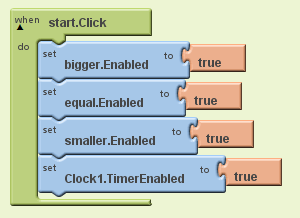 when start.Click
do
set bigger.Enabled to true
set equal.Enabled to true
set smaller.Enabled to true
set Clock1.TimerEnabled to true